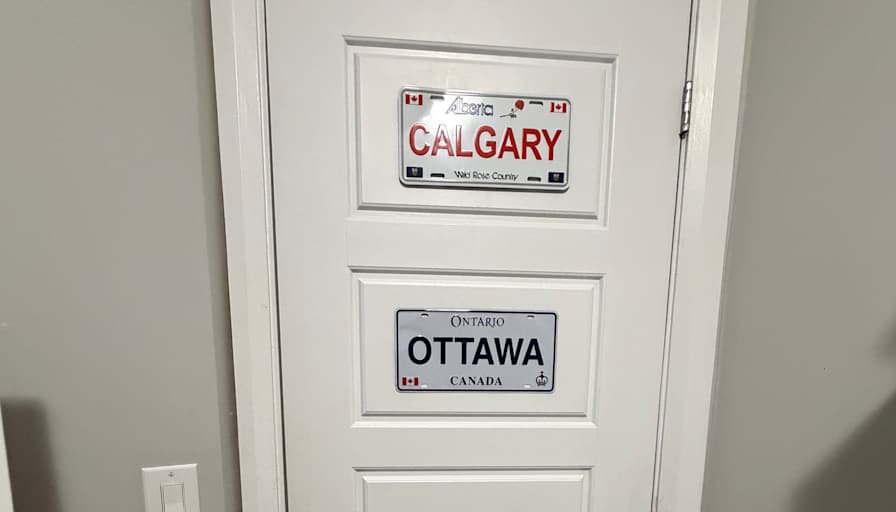 Alberta
CALGARY
Wild Rose Country
ONTARIO
OTTAWA
CANADA